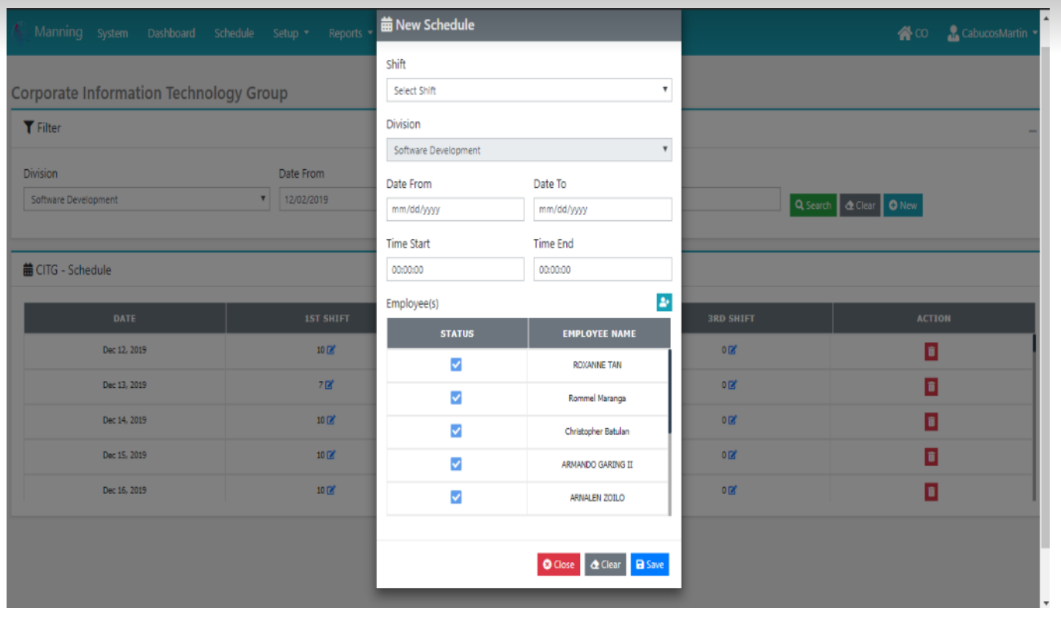 Manning System Dashboard Schedule Setup Reports CO CabucosMartin
Corporate Information Technology Group
Filter
Division Date From
Software Development 12/02/2019 Search Clear New
CITG - Schedule
DATE 1ST SHIFT 3RD SHIFT ACTION
Dec 12, 2019 10 0
Dec 13, 2019 7 0
Dec 14, 2019 10 0
Dec 15, 2019 10 0
Dec 16, 2019 10 0
New Schedule
Shift
Select Shift
Division
Software Development
Date From Date To
mm/dd/yyyy mm/dd/yyyy
Time Start Time End
00:00:00 00:00:00
Employee(s)
STATUS EMPLOYEE NAME
ROXANNE TAN
Rommel Maranga
Christopher Batulan
ARMANDO GARING II
ARNALEN ZOILO
Close Clear Save